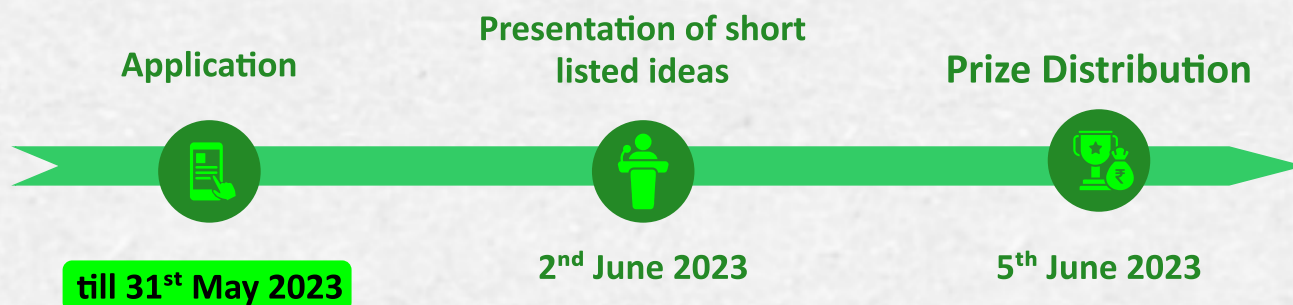 Application
till 31st May 2023
Presentation of short
listed ideas
2nd June 2023
Prize Distribution
₹
5th June 2023